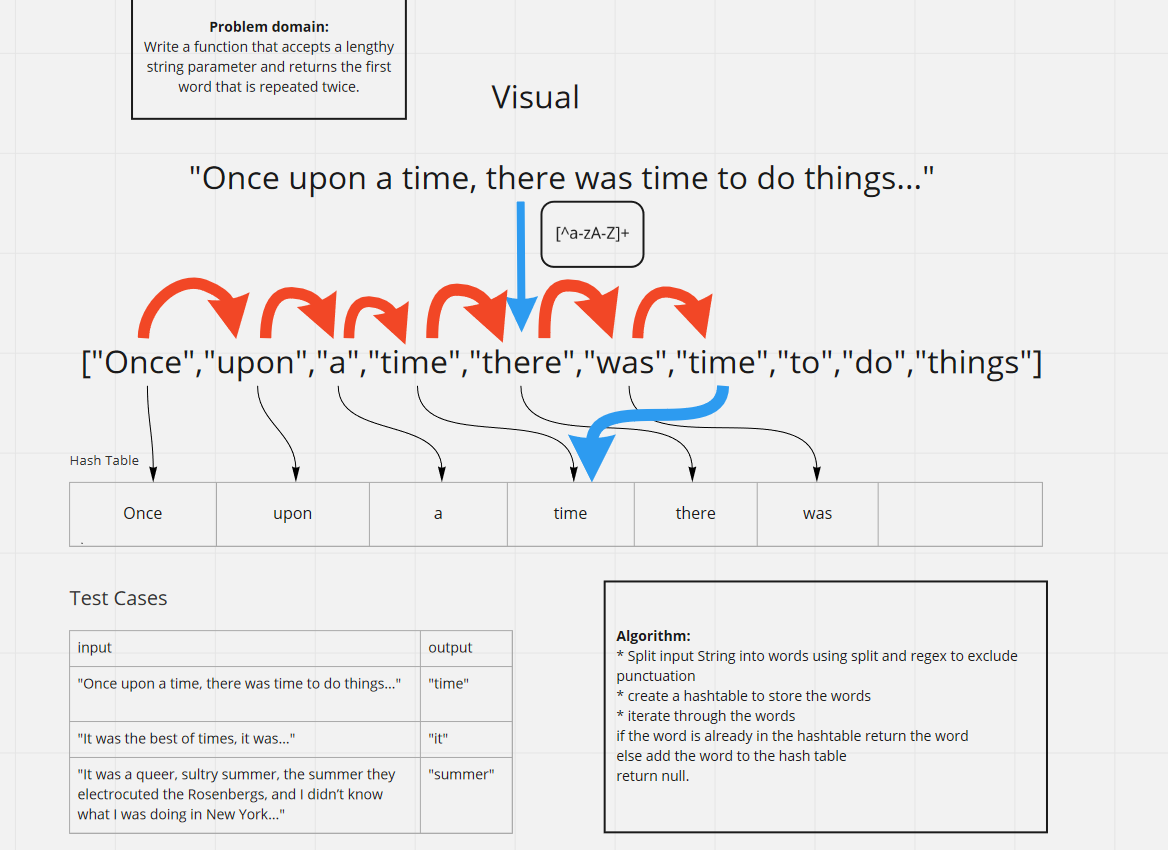 Problem domain:
Write a function that accepts a lengthy
string parameter and returns the first
word that is repeated twice.
Visual
"Once upon a time, there was time to do things..."
[^a-zA-Z]+
["Once","upon","a","time","there","was","time","to","do","things"]
Hash Table
Once upon a time there was
.
Test Cases
input output
"Once upon a time, there was time to do things..." "time"
"It was the best of times, it was..." "it"
"It was a queer, sultry summer, the summer they "summer"
electrocuted the Rosenbergs, and I didn’t know
what I was doing in New York..."
Algorithm:
* Split input String into words using split and regex to exclude
punctuation
* create a hashtable to store the words
* iterate through the words
if the word is already in the hashtable return the word
else add the word to the hash table
return null.